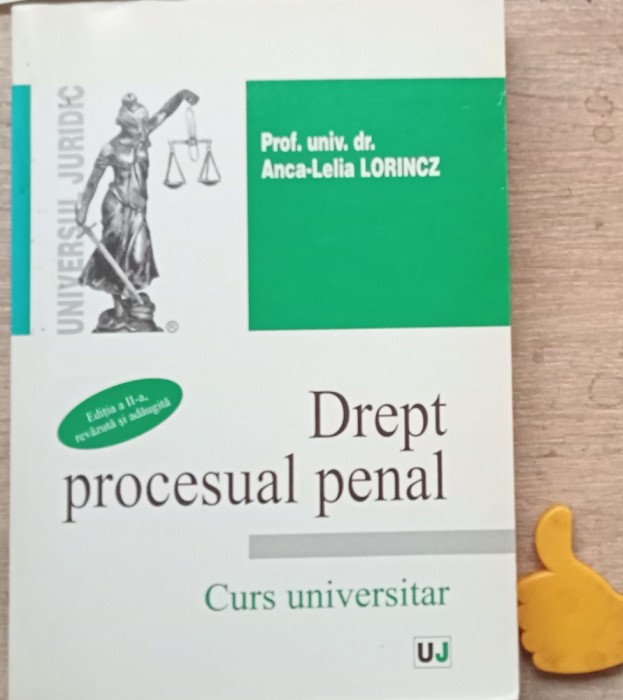 UNIVERSUL JURIDIC
Prof. univ. dr.
Anca-Lelia LORINCZ
Ediția a II-a,
revăzută și adăugită
Drept
procesual penal
Curs universitar
UJ